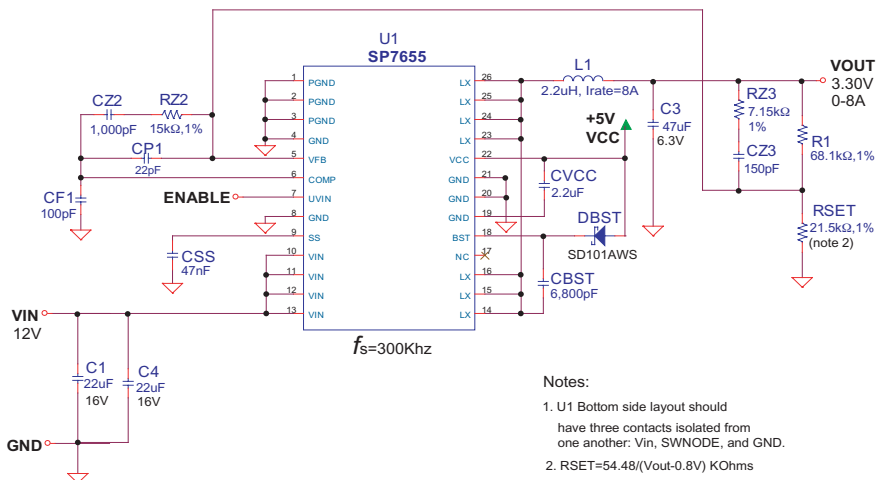 U1
SP7655
1 PGND
2 PGND
3 PGND
4 GND
5 VFB
6 COMP
7 UVIN
8 GND
9 SS
10 VIN
11 VIN
12 VIN
13 VIN
LX 26
LX 25
LX 24
LX 23
VCC 22
GND 21
GND 20
GND 19
BST 18
NC 17
LX 16
LX 15
LX 14
fs=300Khz
CZ2
1,000pF
RZ2
15kΩ,1%
CP1
22pF
CF1
100pF
ENABLE
CSS
47nF
VIN
12V
C1
22uF
16V
C4
22uF
16V
GND
L1
2.2uH, Irate=8A
+5V
VCC
CVCC
2.2uF
DBST
SD101AWS
CBST
6,800pF
C3
47uF
6.3V
RZ3
7.15kΩ
1%
CZ3
150pF
VOUT
3.30V
0-8A
R1
68.1kΩ,1%
RSET
21.5kΩ,1%
(note 2)
Notes:
1. U1 Bottom side layout should
have three contacts isolated from
one another: Vin, SWNODE, and GND.
2. RSET=54.48/(Vout-0.8V) KOhms